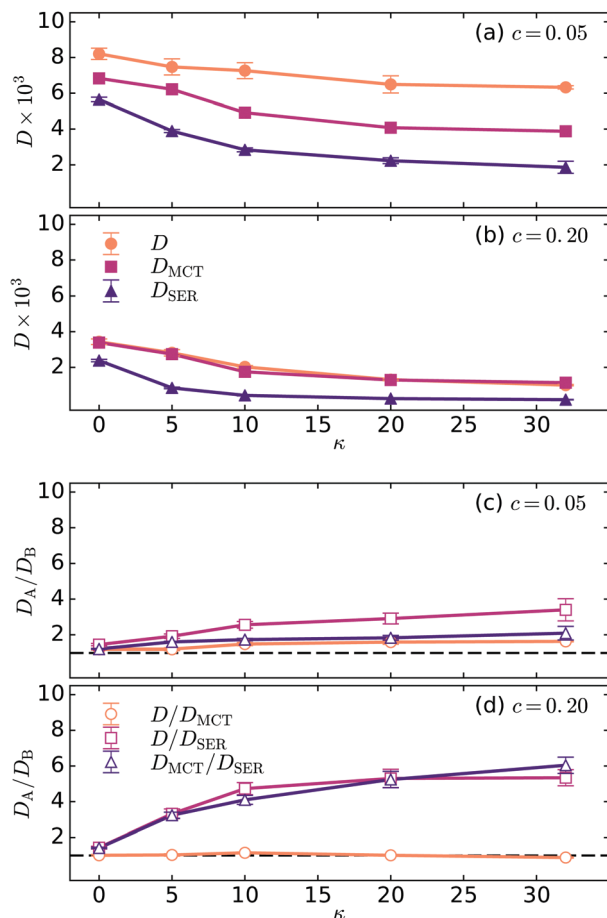 (a) c = 0.05
10
8
6
4
2
D × 10³
(b) c = 0.20
10
8
6
4
2
D × 10³
D
D_MCT
D_SER
0 5 10 15 20 25 30
κ
(c) c = 0.05
10
8
6
4
2
D_A/D_B
(d) c = 0.20
10
8
6
4
2
D_A/D_B
D/D_MCT
D/D_SER
D_MCT/D_SER
0 5 10 15 20 25 30
κ